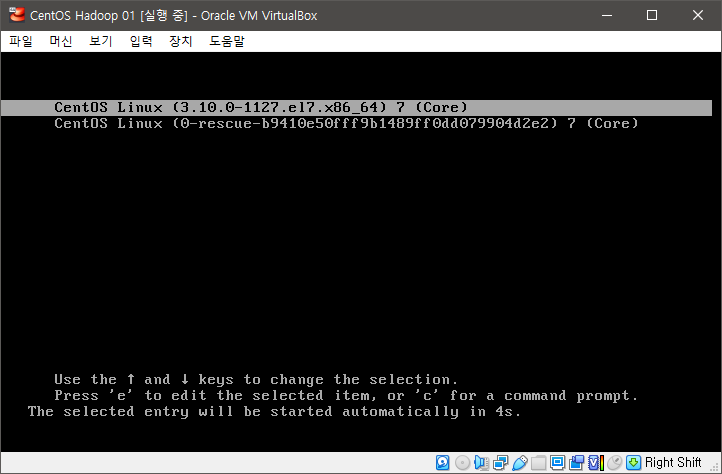 CentOS Hadoop 01 [실행 중] - Oracle VM VirtualBox
파일 머신 보기 입력 장치 도움말
CentOS Linux (3.10.0-1127.el7.x86_64) 7 (Core)
CentOS Linux (0-rescue-b9410e50fff9b1489ff0dd079904d2e2) 7 (Core)
Use the ↑ and ↓ keys to change the selection.
Press 'e' to edit the selected item, or 'c' for a command prompt.
The selected entry will be started automatically in 4s.
Right Shift